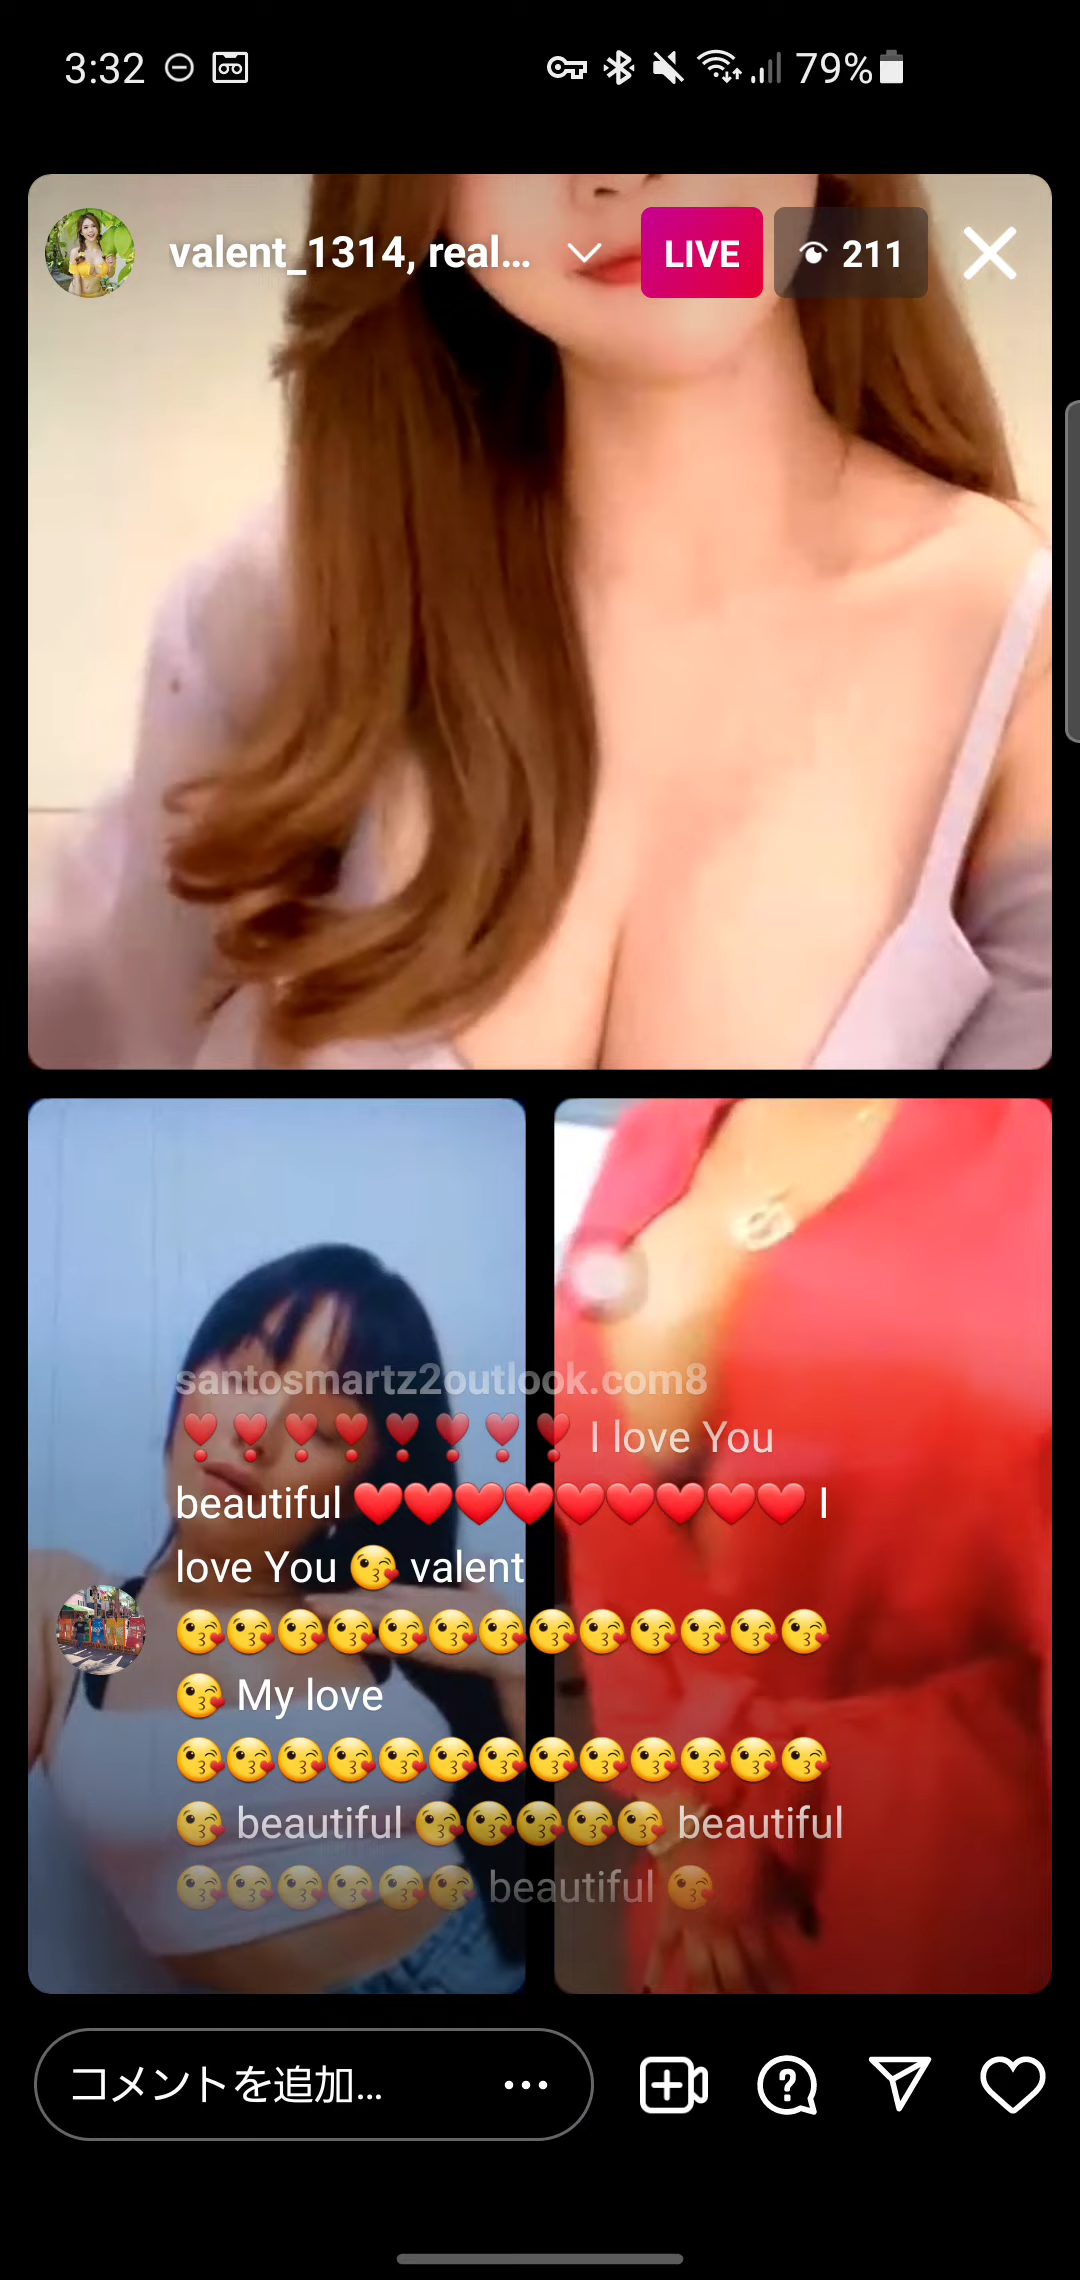 3:32
79%
valent_1314, real...
LIVE
211
santosmartz2outlook.com8
❣❣❣❣❣❣❣❣ I love You
beautiful ❤❤❤❤❤❤❤❤❤ I
love You 😘 valent
😘😘😘😘😘😘😘😘😘😘😘😘😘
😘 My love
😘😘😘😘😘😘😘😘😘😘😘😘😘
😘 beautiful 😘😘😘😘😘 beautiful
😘😘😘😘😘😘 beautiful 😘
コメントを追加...